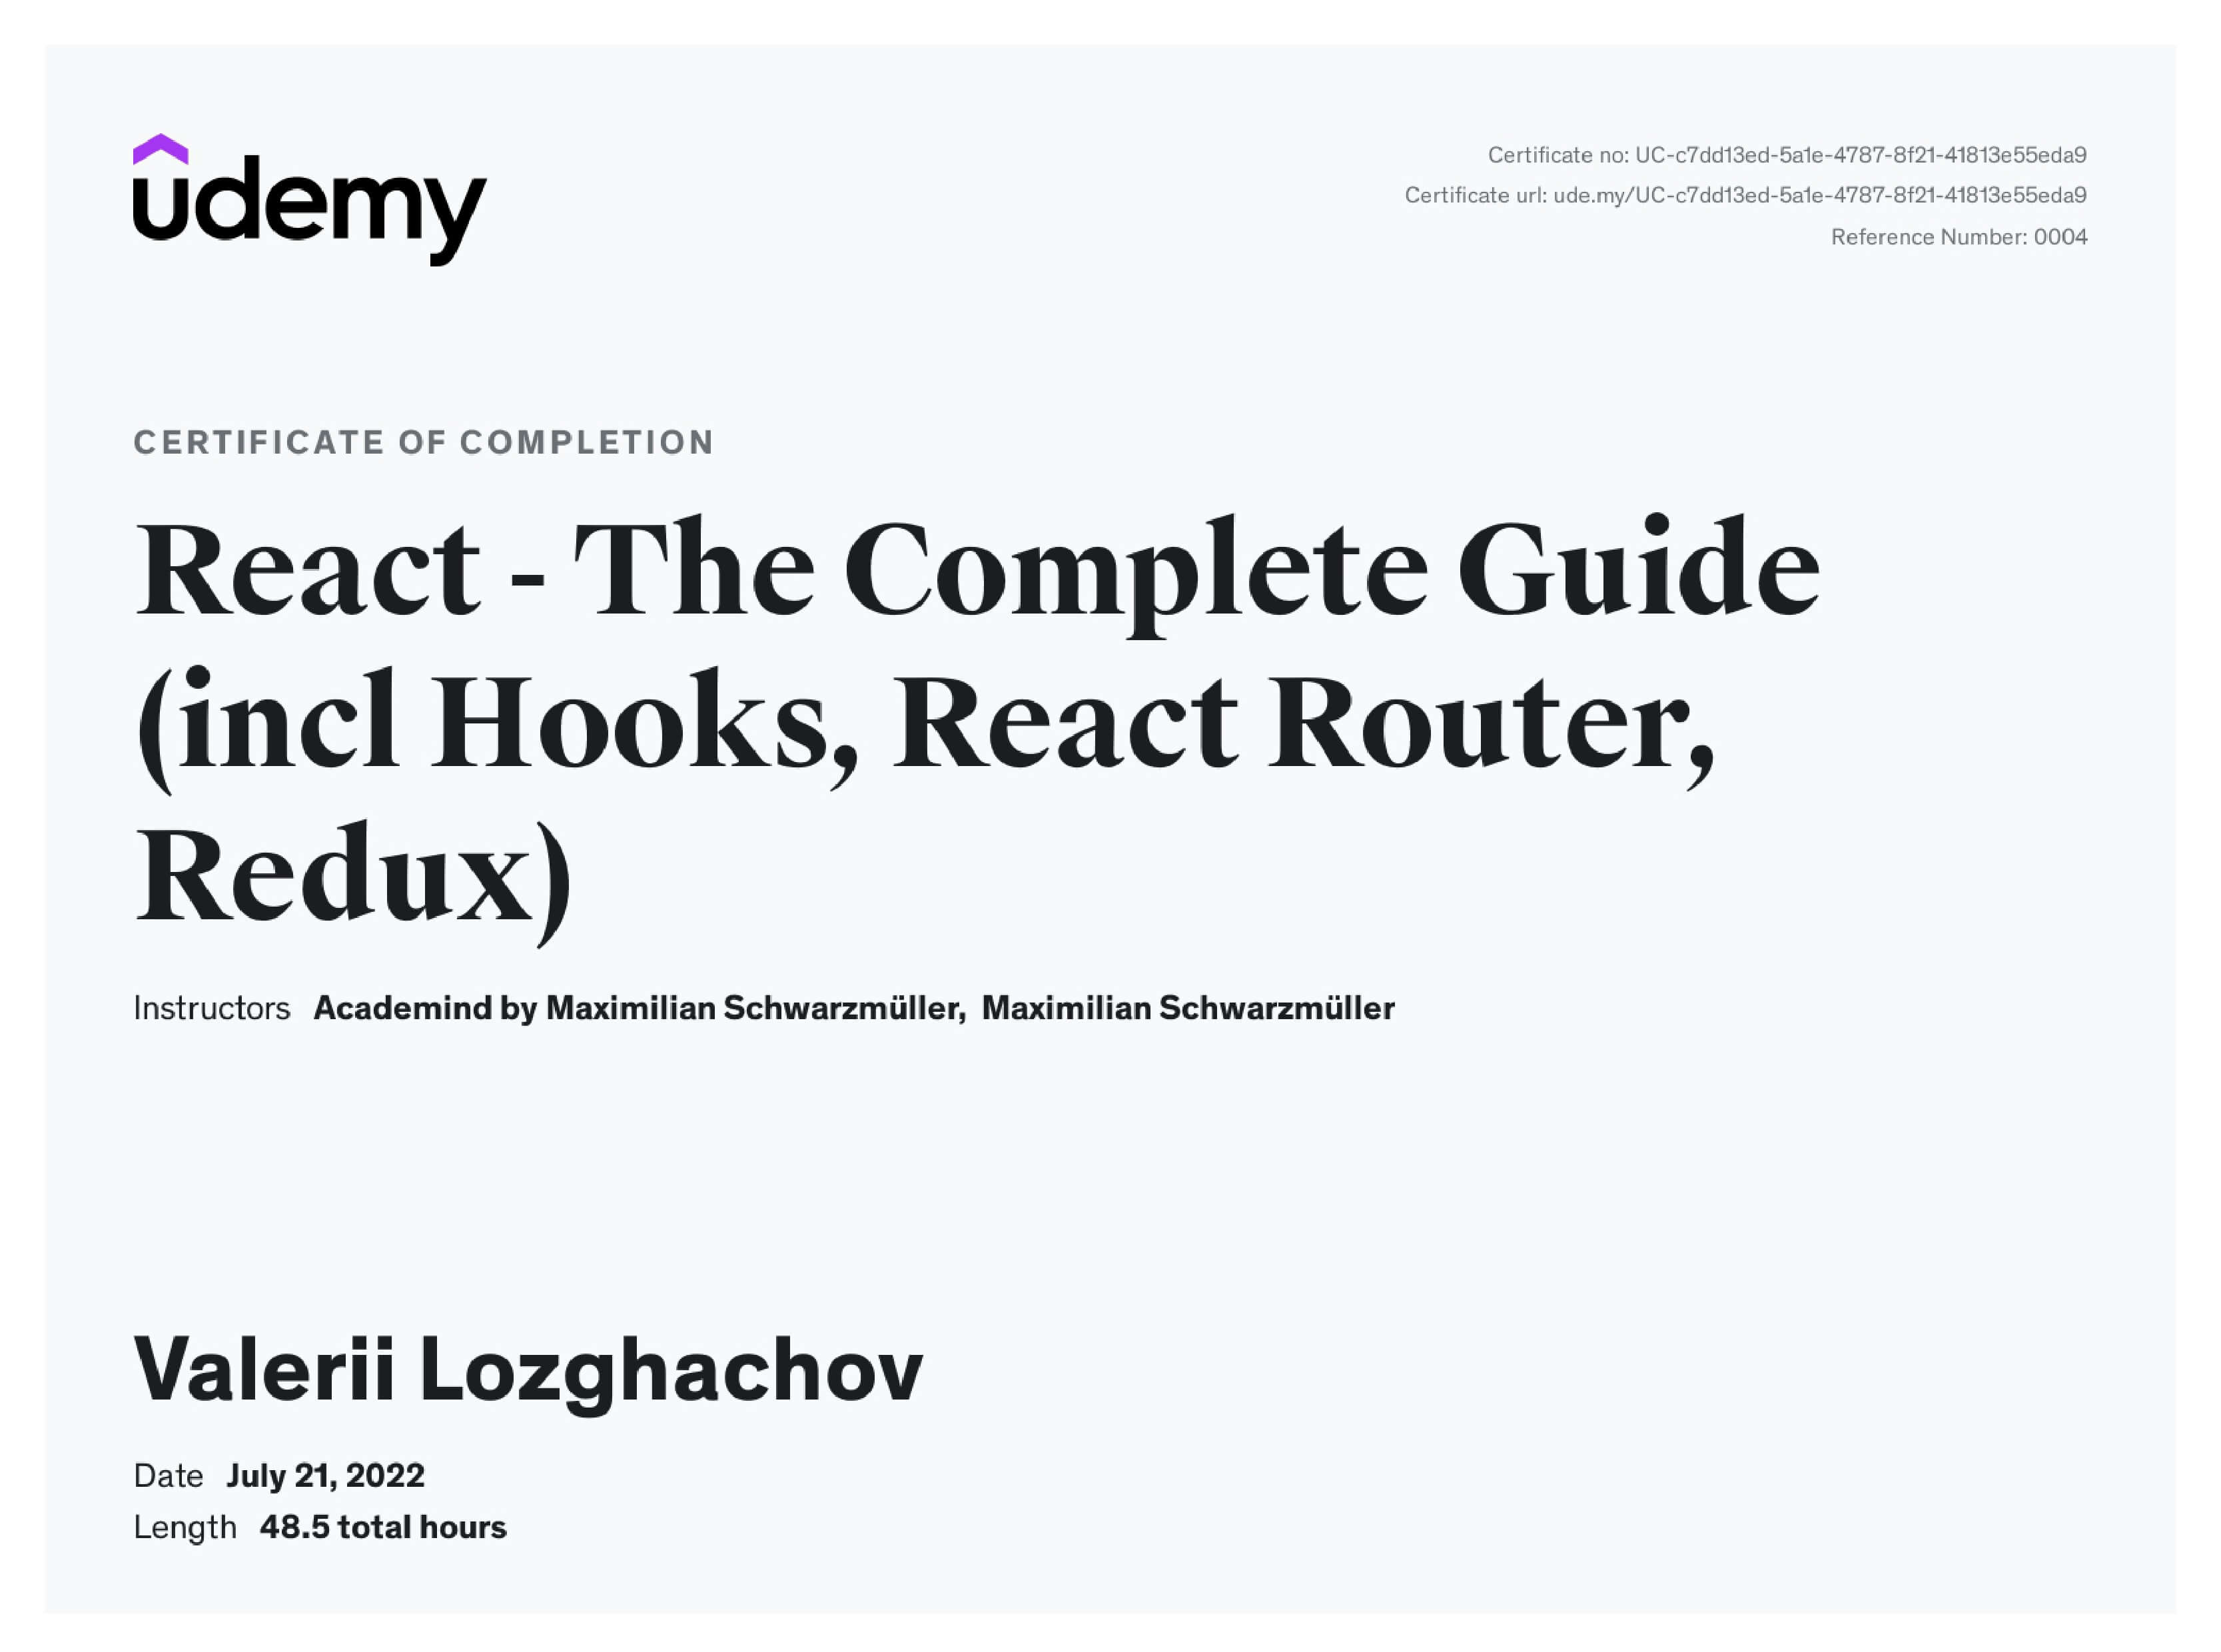 udemy
Certificate no: UC-c7dd13ed-5a1e-4787-8f21-41813e55eda9
Certificate url: ude.my/UC-c7dd13ed-5a1e-4787-8f21-41813e55eda9
Reference Number: 0004
CERTIFICATE OF COMPLETION
React - The Complete Guide
(incl Hooks, React Router,
Redux)
Instructors Academind by Maximilian Schwarzmüller, Maximilian Schwarzmüller
Valerii Lozghachov
Date July 21, 2022
Length 48.5 total hours